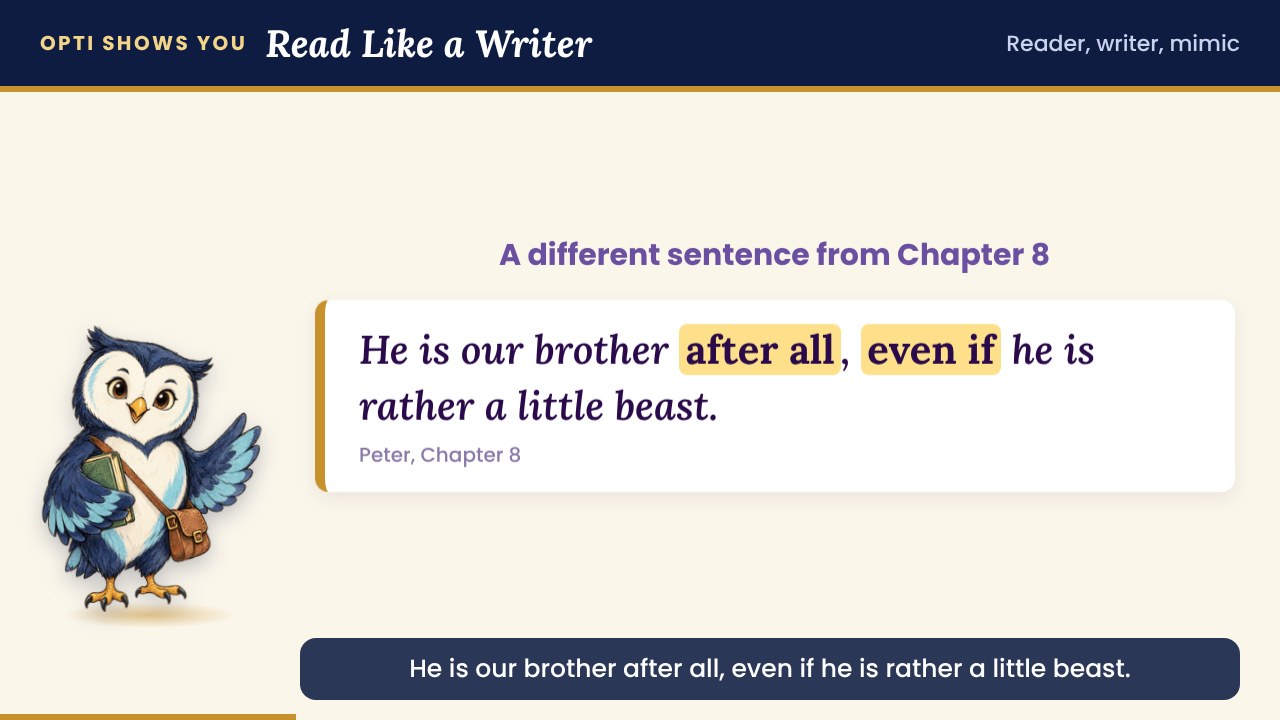 OPTI SHOWS YOU Read Like a Writer
Reader, writer, mimic
A different sentence from Chapter 8
He is our brother after all, even if he is
rather a little beast.
Peter, Chapter 8
He is our brother after all, even if he is rather a little beast.